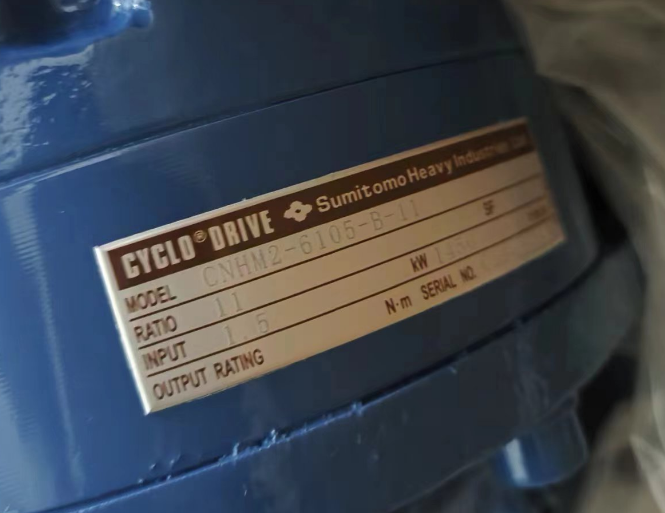 CYCLO® DRIVE Sumitomo Heavy Industries, Ltd.
MODEL CNHM2-6105-B-11
RATIO 11 SF
INPUT 1.5 kW 1450
OUTPUT RATING N·m SERIAL NO.